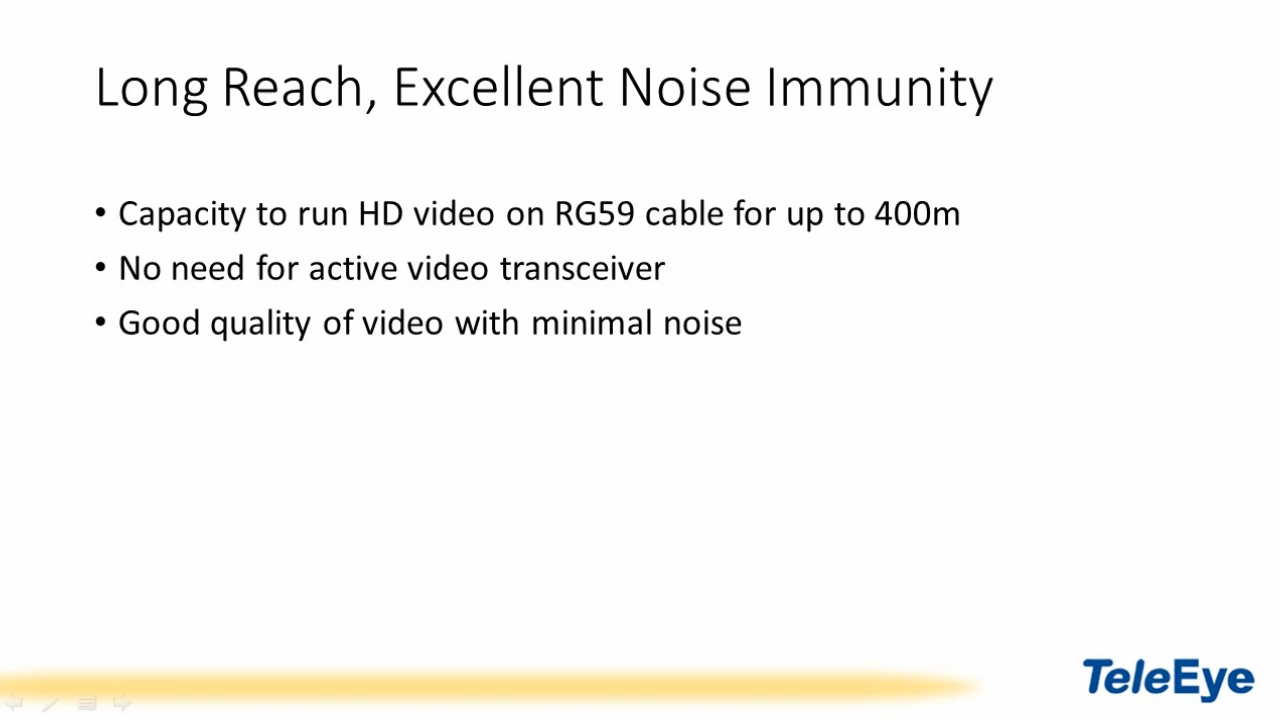 Long Reach, Excellent Noise Immunity
• Capacity to run HD video on RG59 cable for up to 400m
• No need for active video transceiver
• Good quality of video with minimal noise
TeleEye